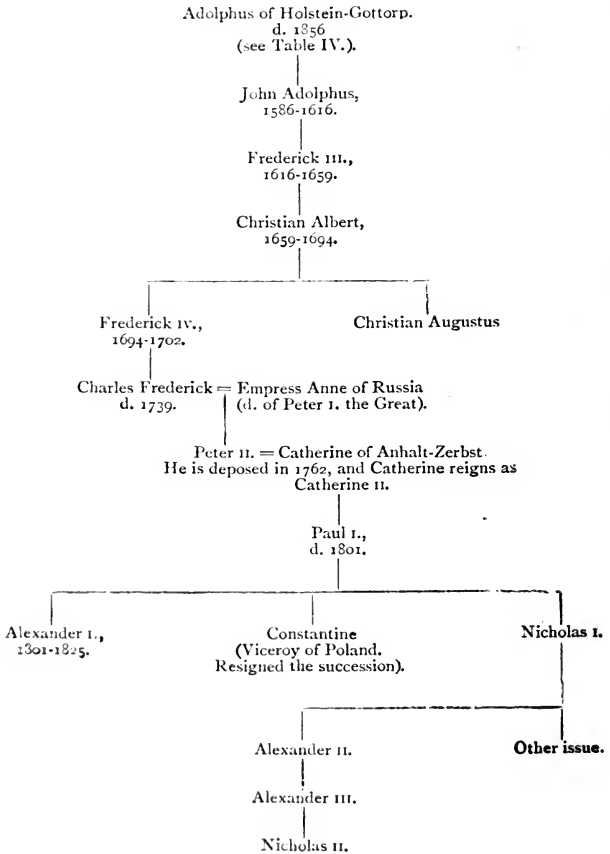 Adolphus of Holstein-Gottorp.
d. 1856
(see Table IV.).
John Adolphus,
1586-1616.
Frederick III.,
1616-1659.
Christian Albert,
1659-1694.
Frederick IV.,
1694-1702.
Christian Augustus
Charles Frederick = Empress Anne of Russia
d. 1739.
(d. of Peter I. the Great).
Peter II. = Catherine of Anhalt-Zerbst.
He is deposed in 1762, and Catherine reigns as
Catherine II.
Paul I.,
d. 1801.
Alexander I.,
1801-1825.
Constantine
(Viceroy of Poland.
Resigned the succession).
Nicholas I.
Alexander II.
Other issue.
Alexander III.
Nicholas II.